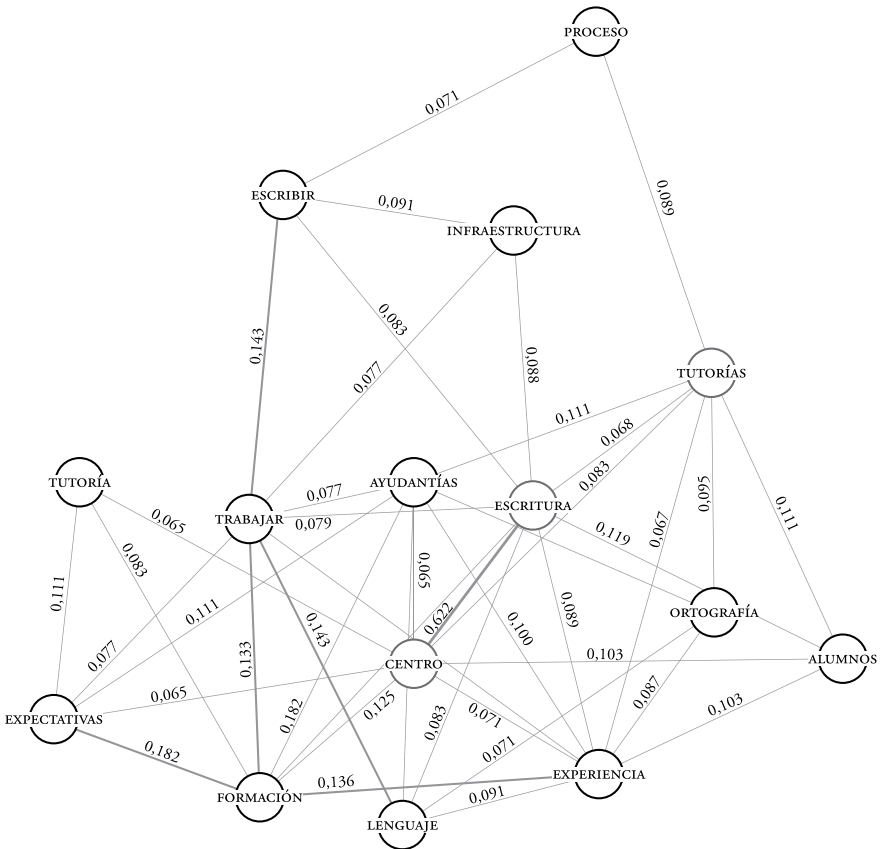 PROCESO
0,071
0,089
ESCRIBIR
0,091
INFRAESTRUCTURA
0,083
0,143
0,088
0,077
TUTORÍAS
0,111
0,068
0,083
TUTORÍA
AYUDANTÍAS
0,077
0,095
ESCRITURA
TRABAJAR
0,079
0,065
0,119
0,067
0,111
0,083
0,065
0,111
0,111
ORTOGRAFÍA
0,622
0,100
0,089
0,143
0,077
0,133
0,103
CENTRO
ALUMNOS
0,065
0,087
0,125
0,182
0,071
0,083
0,103
EXPECTATIVAS
0,182
0,071
0,136
EXPERIENCIA
FORMACIÓN
0,091
LENGUAJE